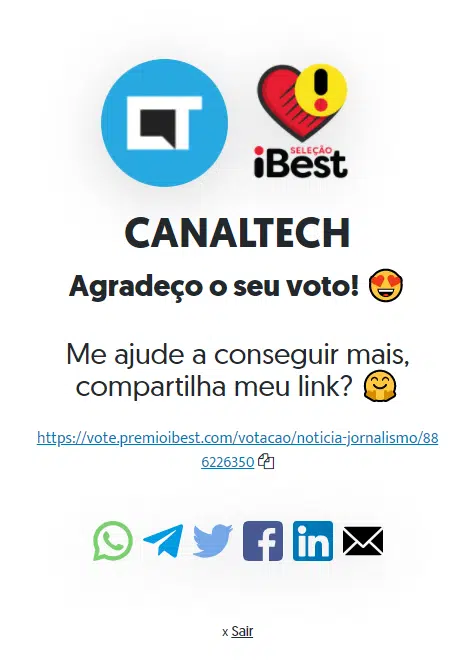 CT
SELEÇÃO
iBest
CANALTECH
Agradeço o seu voto! 😍
Me ajude a conseguir mais,
compartilha meu link? 🤗
https://vote.premioibest.com/votacao/noticia-jornalismo/88
6226350
x Sair